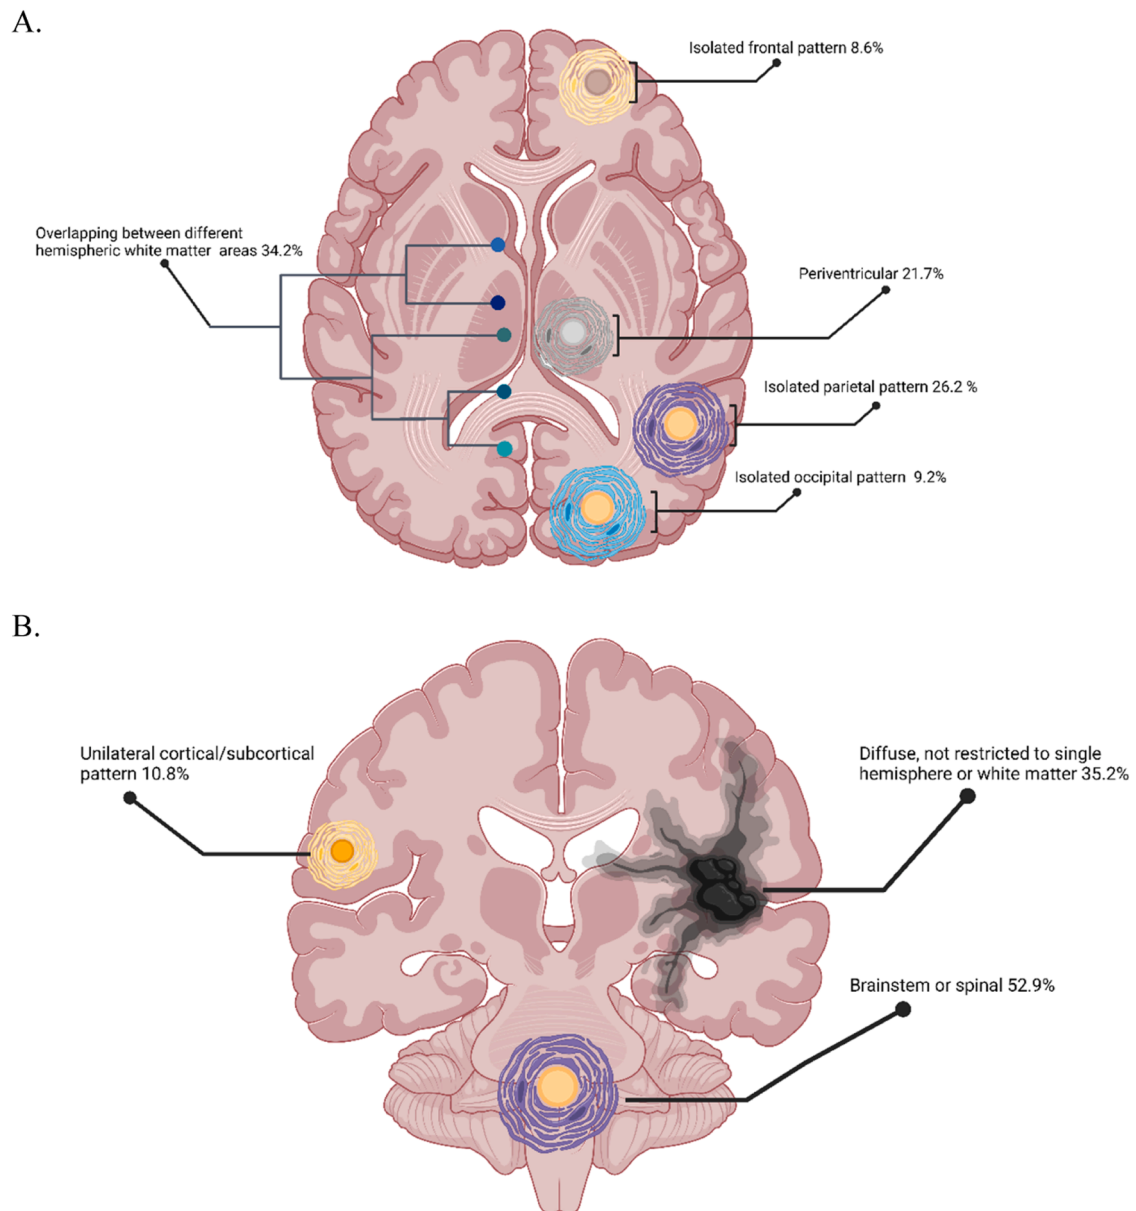 A.
Isolated frontal pattern 8.6%
Overlapping between different
hemispheric white matter areas 34.2%
Periventricular 21.7%
Isolated parietal pattern 26.2 %
Isolated occipital pattern 9.2%
B.
Unilateral cortical/subcortical
pattern 10.8%
Diffuse, not restricted to single
hemisphere or white matter 35.2%
Brainstem or spinal 52.9%